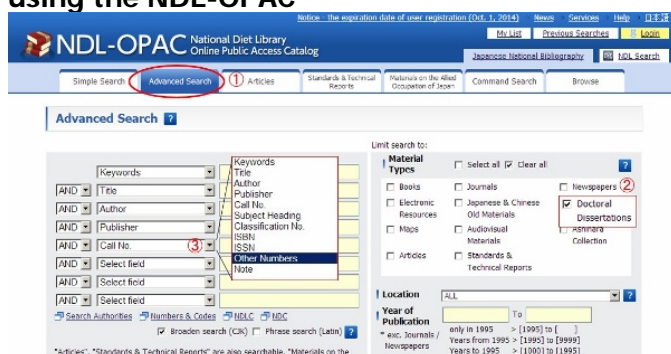 using the NDL-OPAC
Notice - the expiration date of user registration (Oct. 1, 2014) News Services Help 日本語
NDL-OPAC National Diet Library
Online Public Access Catalog
My List Previous Searches Login
Japanese National Bibliography NDL Search
Simple Search Advanced Search ① Articles Standards & Technical Reports Materials on the Allied Occupation of Japan Command Search Browse
Advanced Search ?
Limit search to:
Material Types Select all Clear all ?
Books Journals Newspapers ②
Electronic Resources Japanese & Chinese Old Materials Doctoral Dissertations
Maps Audiovisual Materials Ashihara Collection
Articles Standards & Technical Reports
Keywords
AND Title
AND Author
AND Publisher
AND Call No. ③
AND Select field
AND Select field
AND Select field
Keywords
Title
Author
Publisher
Call No.
Subject Heading
Classification No.
ISBN
ISSN
Other Numbers
Note
Search Authorities Numbers & Codes NDLC NDC
Broaden search (CJK) Phrase search (Latin) ?
"Articles", "Standards & Technical Reports" are also searchable. "Materials on the
Location ALL ?
Year of Publication To
* exc. Journals / Newspapers
only in 1995 > [1995] to [ ]
Years from 1995 > [1995] to [9999]
Years to 1995 > [1000] to [1995]